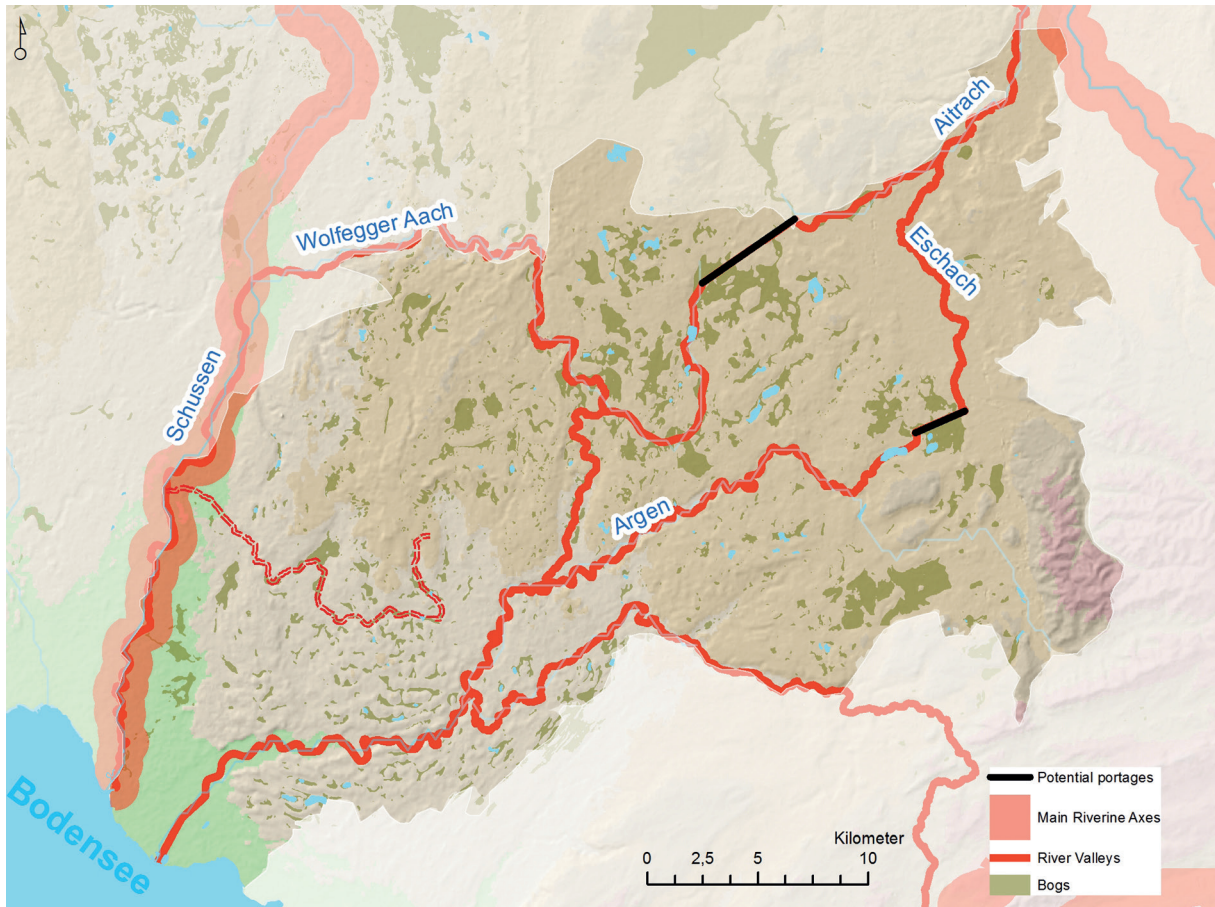 Aitrach
Wolfegger Aach
Eschach
Schussen
Argen
Bodensee
Kilometer
0 2,5 5 10
Potential portages
Main Riverine Axes
River Valleys
Bogs